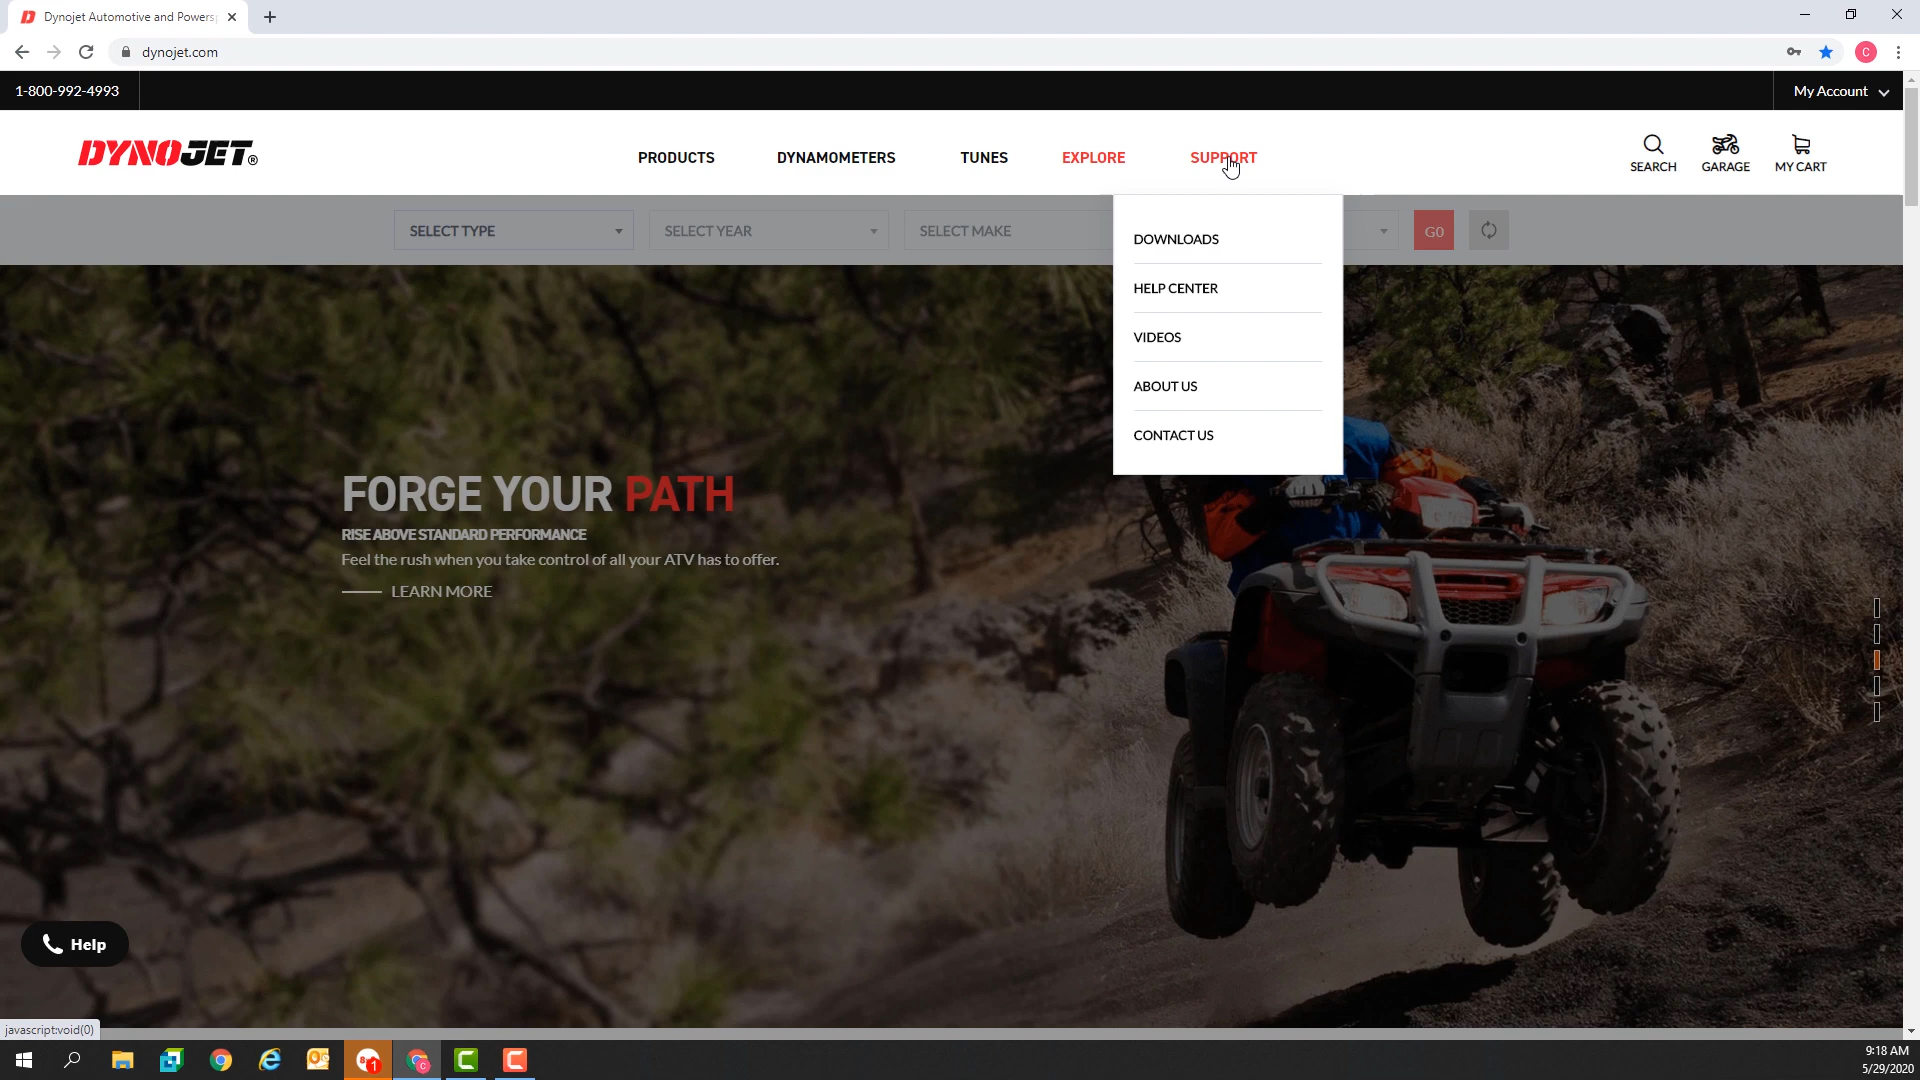 Dynojet Automotive and Powersp
dynojet.com
C
1-800-992-4993
My Account
DYNOJET®
PRODUCTS
DYNAMOMETERS
TUNES
EXPLORE
SUPPORT
SEARCH
GARAGE
MY CART
SELECT TYPE
SELECT YEAR
SELECT MAKE
GO
DOWNLOADS
HELP CENTER
VIDEOS
ABOUT US
CONTACT US
FORGE YOUR PATH
RISE ABOVE STANDARD PERFORMANCE
Feel the rush when you take control of all your ATV has to offer.
LEARN MORE
Help
javascript:void(0)
1
9:18 AM
5/29/2020